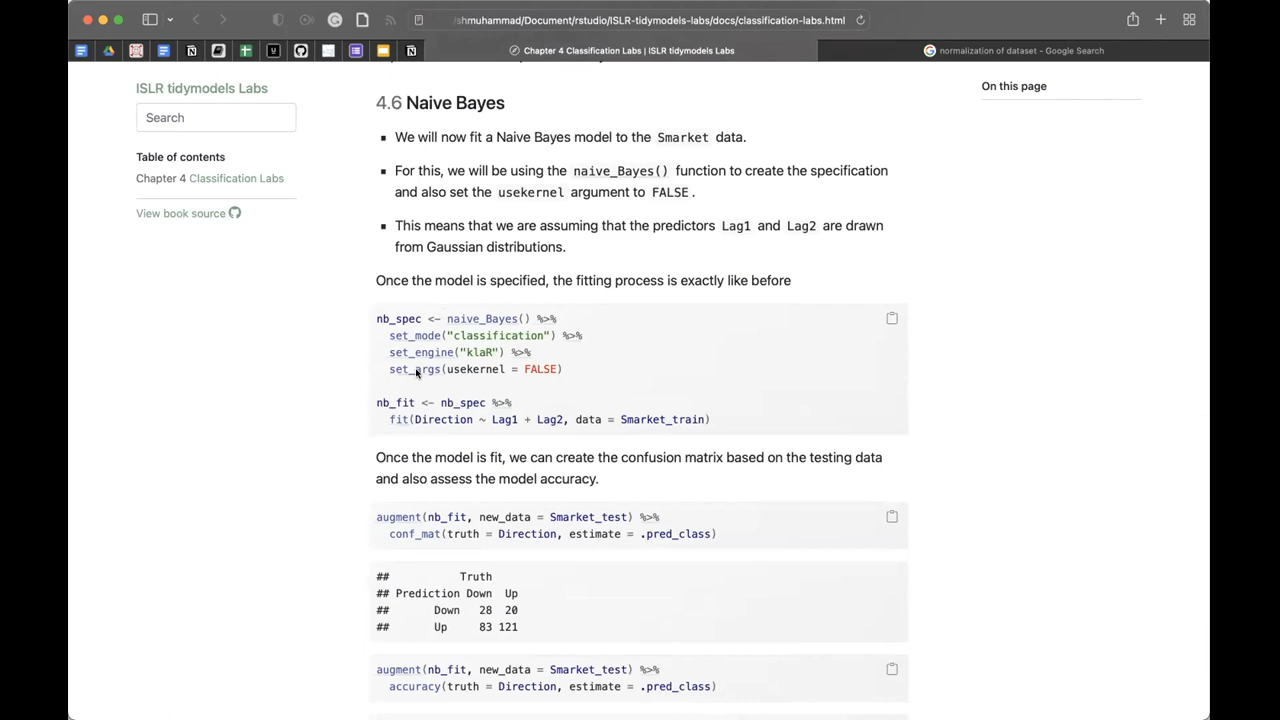 /shmuhammad/Document/rstudio/ISLR-tidymodels-labs/docs/classification-labs.html
Chapter 4 Classification Labs | ISLR tidymodels Labs
normalization of dataset - Google Search
ISLR tidymodels Labs
Search
Table of contents
Chapter 4 Classification Labs
View book source
On this page
4.6 Naive Bayes
We will now fit a Naive Bayes model to the Smarket data.
For this, we will be using the naive_Bayes() function to create the specification
and also set the usekernel argument to FALSE.
This means that we are assuming that the predictors Lag1 and Lag2 are drawn
from Gaussian distributions.
Once the model is specified, the fitting process is exactly like before
nb_spec <- naive_Bayes() %>%
set_mode("classification") %>%
set_engine("klaR") %>%
set_args(usekernel = FALSE)
nb_fit <- nb_spec %>%
fit(Direction ~ Lag1 + Lag2, data = Smarket_train)
Once the model is fit, we can create the confusion matrix based on the testing data
and also assess the model accuracy.
augment(nb_fit, new_data = Smarket_test) %>%
conf_mat(truth = Direction, estimate = .pred_class)
## Truth
## Prediction Down Up
## Down 28 20
## Up 83 121
augment(nb_fit, new_data = Smarket_test) %>%
accuracy(truth = Direction, estimate = .pred_class)